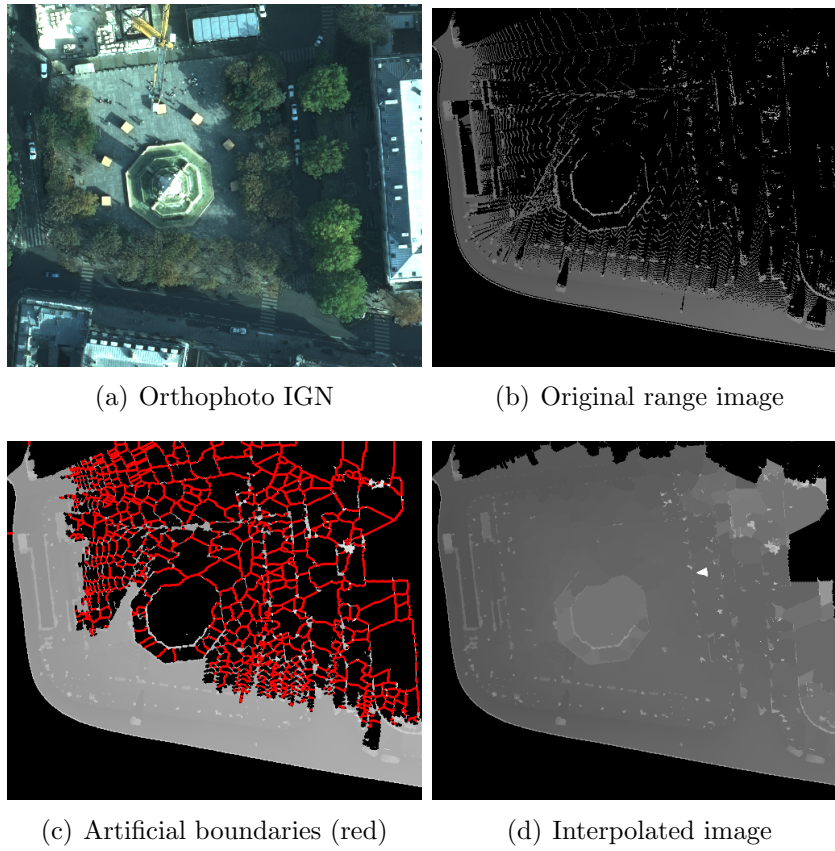 (a) Orthophoto IGN
(b) Original range image
(c) Artificial boundaries (red)
(d) Interpolated image